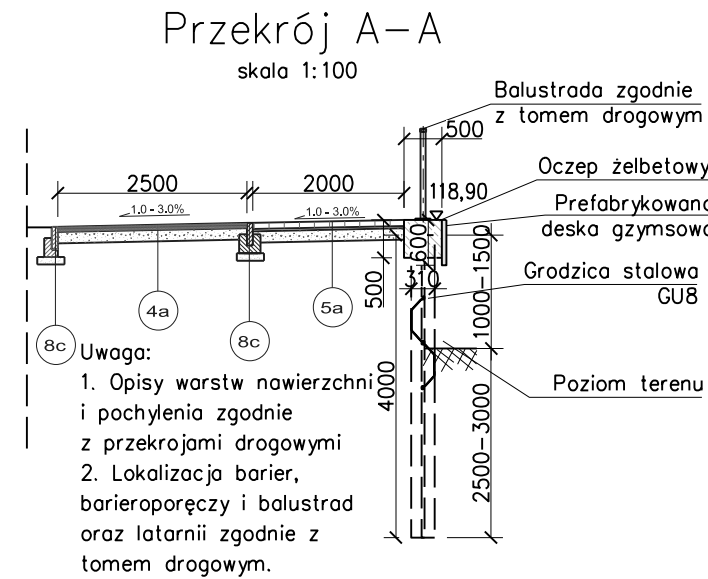 Przekrój A-A
skala 1:100
Balustrada zgodnie
z tomem drogowym
500
2500
2000
118,90
Oczep żelbetowy
1.0-3.0%
1.0-3.0%
Prefabrykowana
deska gzymsowa
600
310
500
1000-1500
Grodzica stalowa
GU8
4a
5a
8c
8c
4000
Poziom terenu
2500-3000
Uwaga:
1. Opisy warstw nawierzchni
i pochylenia zgodnie
z przekrojami drogowymi
2. Lokalizacja barier,
barieroporęczy i balustrad
oraz latarnii zgodnie z
tomem drogowym.